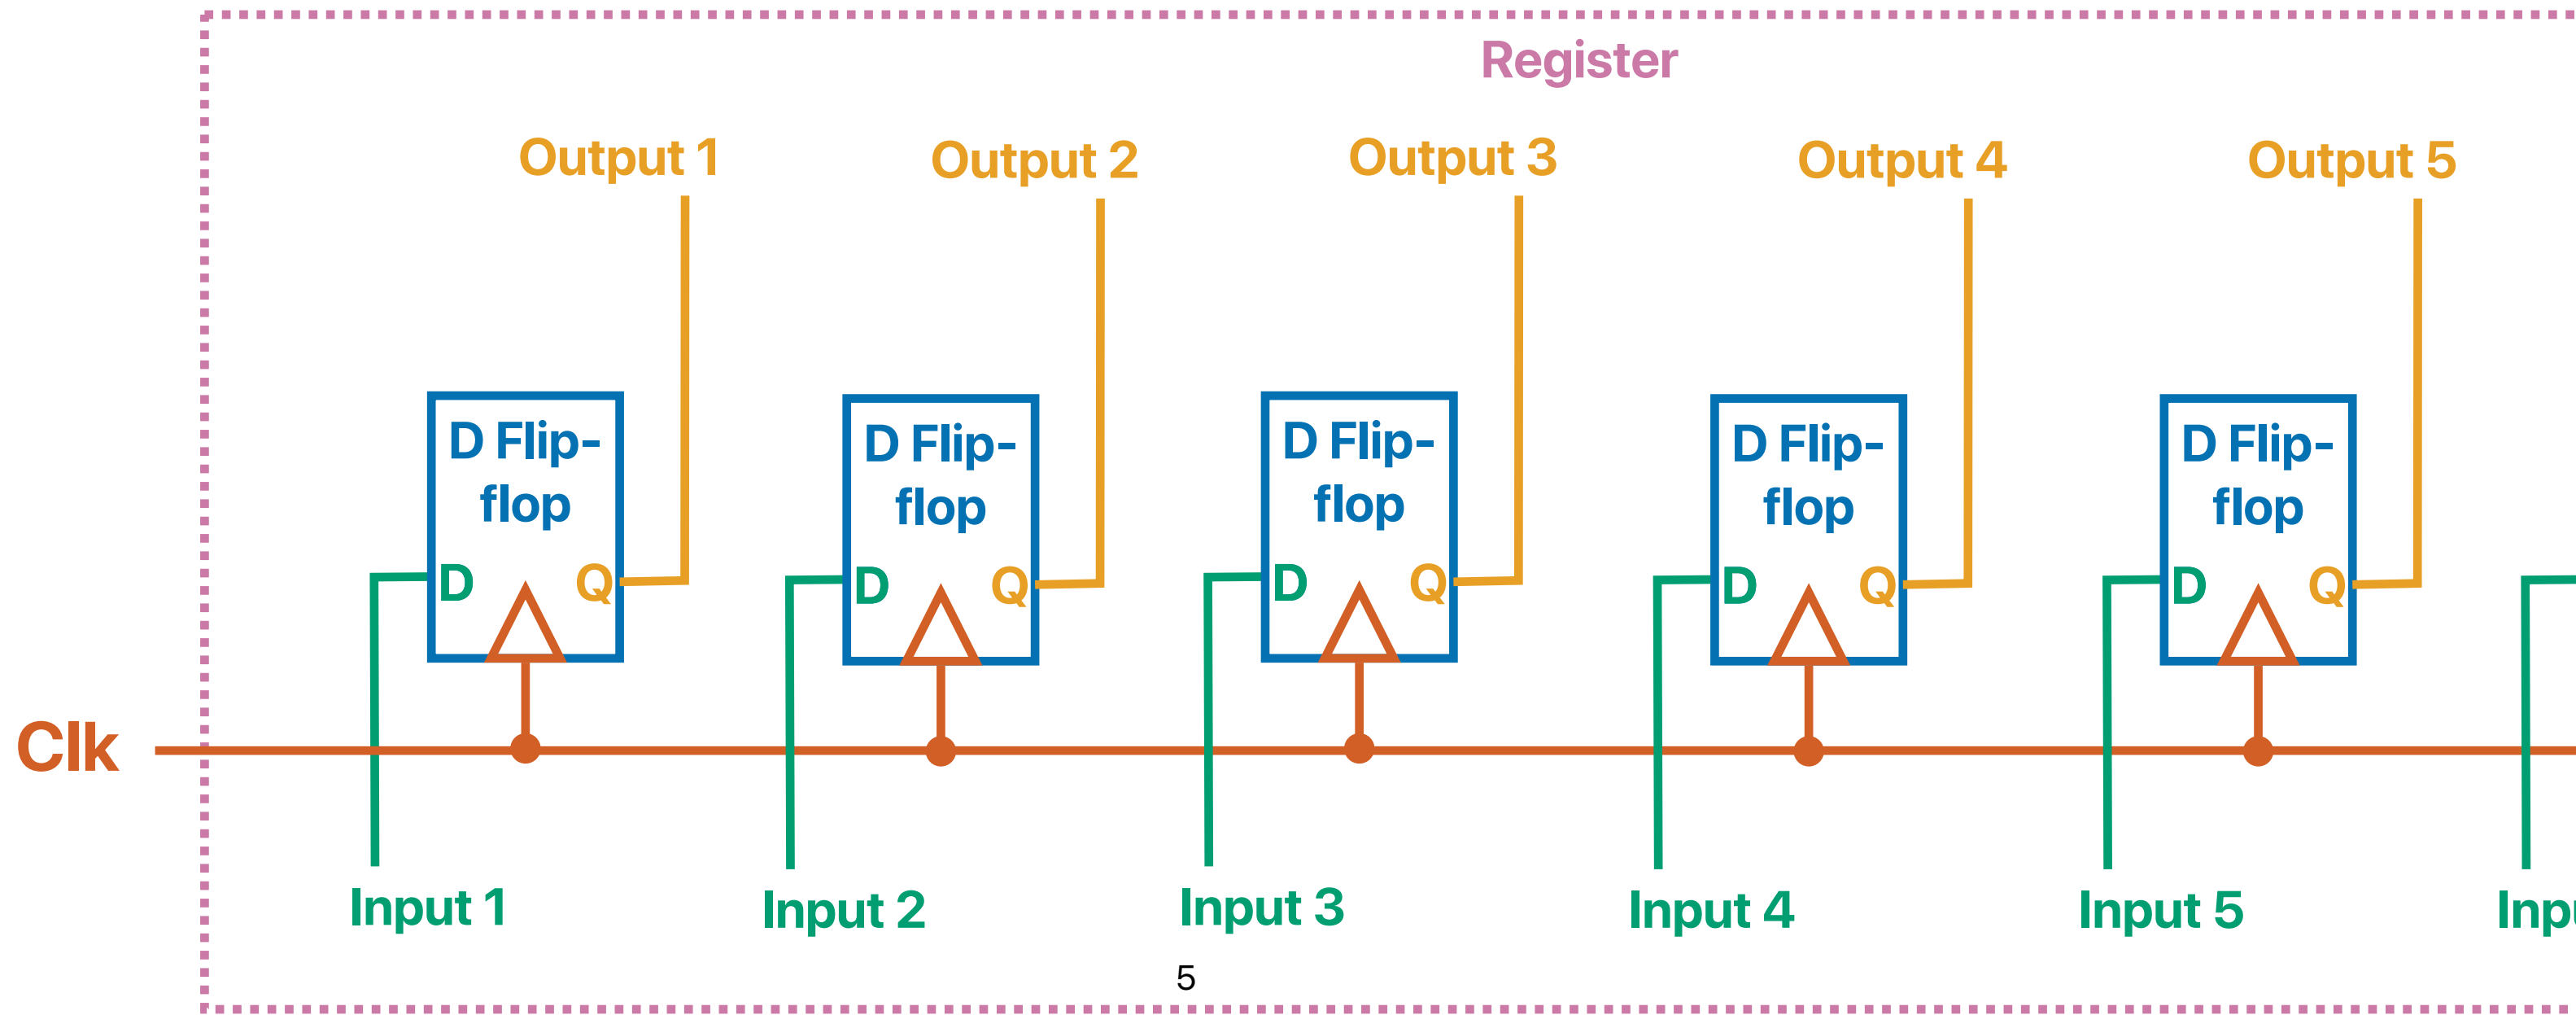 Register
Output 1
Output 2
Output 3
Output 4
Output 5
D Flip-
flop
D Flip-
flop
D Flip-
flop
D Flip-
flop
D Flip-
flop
D Q
D Q
D Q
D Q
D Q
Clk
Input 1
Input 2
Input 3
Input 4
Input 5
5